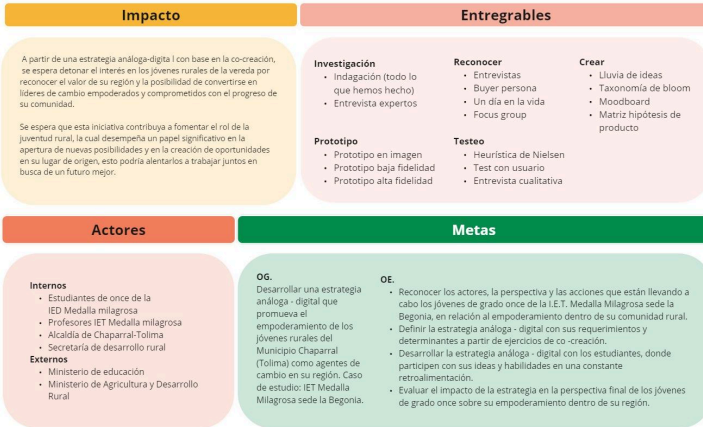 Impacto
A partir de una estrategia análoga-digita l con base en la co-creación,
se espera detonar el interés en los jóvenes rurales de la vereda por
reconocer el valor de su región y la posibilidad de convertirse en
líderes de cambio empoderados y comprometidos con el progreso de
su comunidad.
Se espera que esta iniciativa contribuya a fomentar el rol de la
juventud rural, la cual desempeña un papel significativo en la
apertura de nuevas posibilidades y en la creación de oportunidades
en su lugar de origen, esto podría alentarlos a trabajar juntos en
busca de un futuro mejor.
Entregrables
Investigación
• Indagación (todo lo
que hemos hecho)
• Entrevista expertos
Reconocer
• Entrevistas
• Buyer persona
• Un día en la vida
• Focus group
Crear
• Lluvia de ideas
• Taxonomía de bloom
• Moodboard
• Matriz hipótesis de
producto
Prototipo
• Prototipo en imagen
• Prototipo baja fidelidad
• Prototipo alta fidelidad
Testeo
• Heurística de Nielsen
• Test con usuario
• Entrevista cualitativa
Actores
Internos
• Estudiantes de once de la
IED Medalla milagrosa
• Profesores IET Medalla milagrosa
• Alcaldía de Chaparral-Tolima
• Secretaría de desarrollo rural
Externos
• Ministerio de educación
• Ministerio de Agricultura y Desarrollo
Rural
Metas
OG.
Desarrollar una estrategia
análoga - digital que
promueva el
empoderamiento de los
jóvenes rurales del
Municipio Chaparral
(Tolima) como agentes de
cambio en su región. Caso
de estudio: IET Medalla
Milagrosa sede la Begonia.
OE.
• Reconocer los actores, la perspectiva y las acciones que están llevando a
cabo los jóvenes de grado once de la I.E.T. Medalla Milagrosa sede la
Begonia, en relación al empoderamiento dentro de su comunidad rural.
• Definir la estrategia análoga - digital con sus requerimientos y
determinantes a partir de ejercicios de co -creación.
• Desarrollar la estrategia análoga - digital con los estudiantes, donde
participen con sus ideas y habilidades en una constante
retroalimentación.
• Evaluar el impacto de la estrategia en la perspectiva final de los jóvenes
de grado once sobre su empoderamiento dentro de su región.